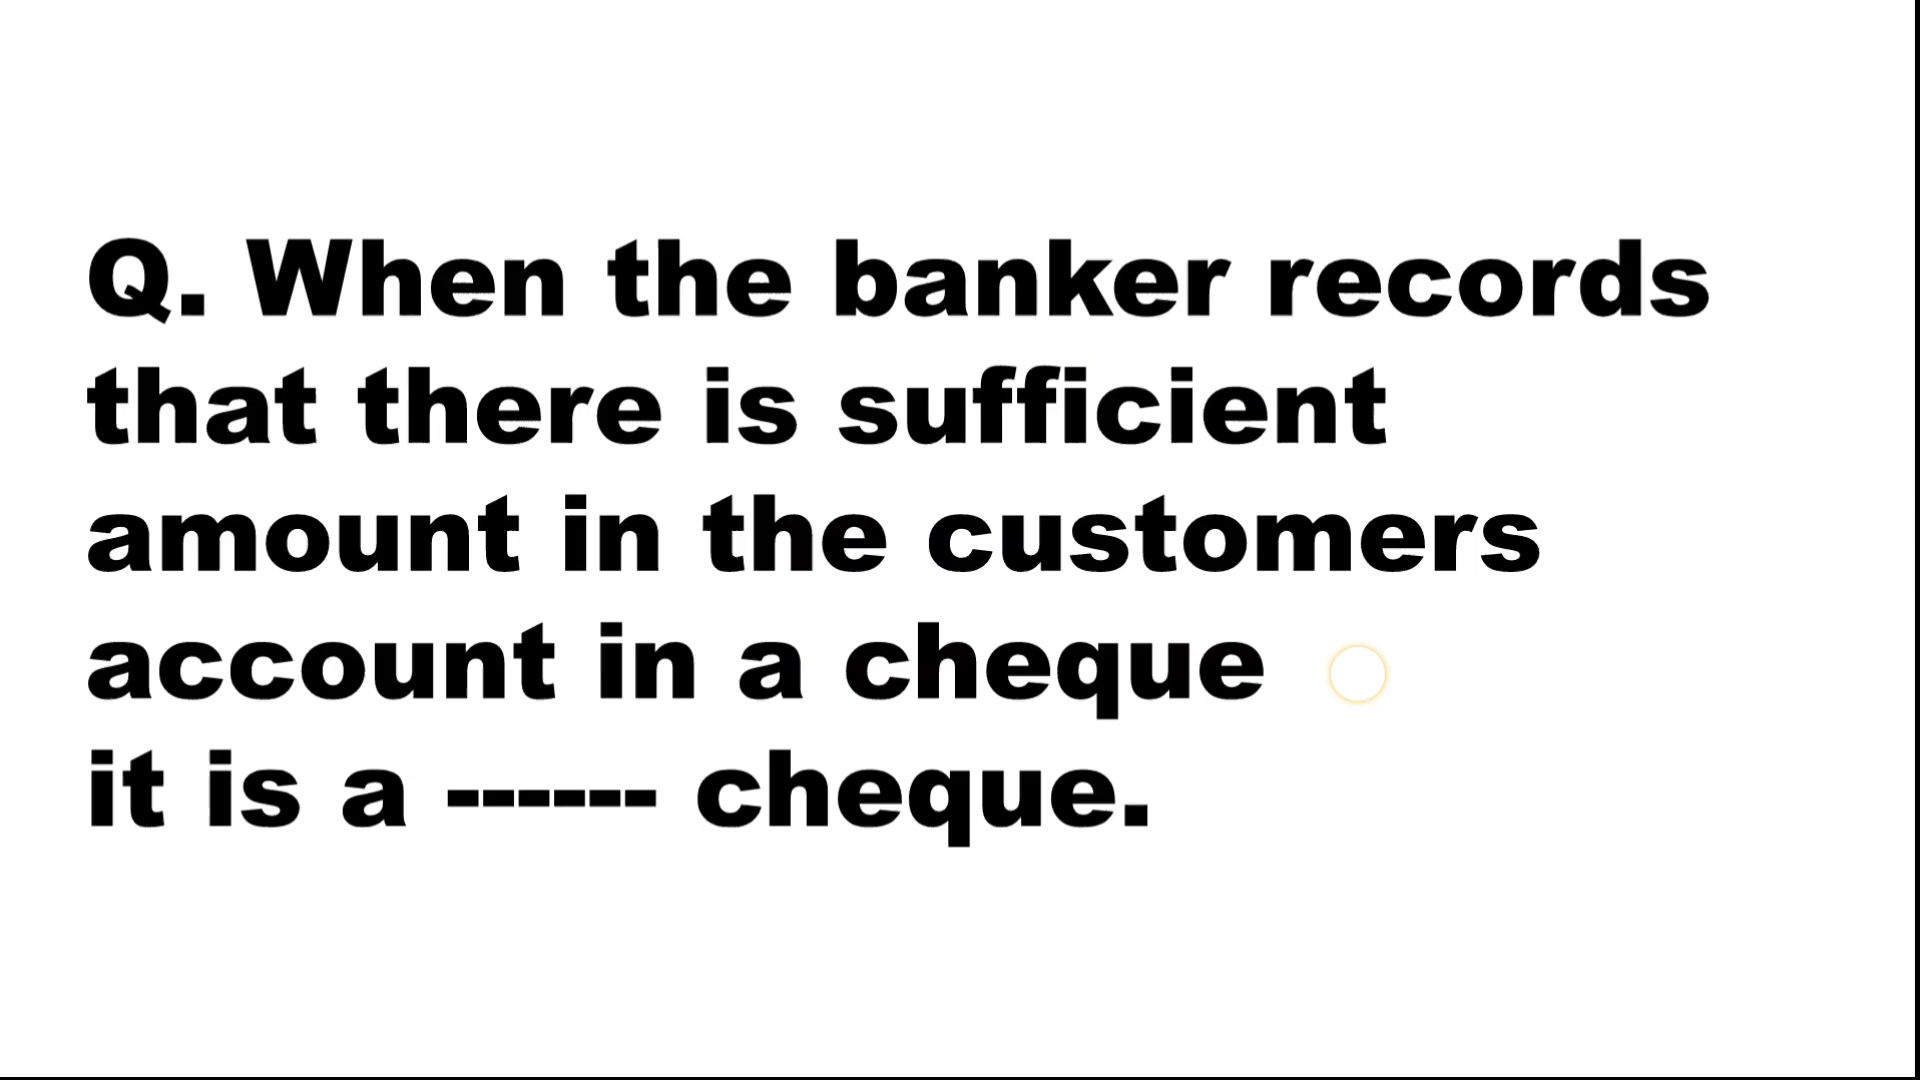 Q. When the banker records
that there is sufficient
amount in the customers
account in a cheque
it is a ------ cheque.